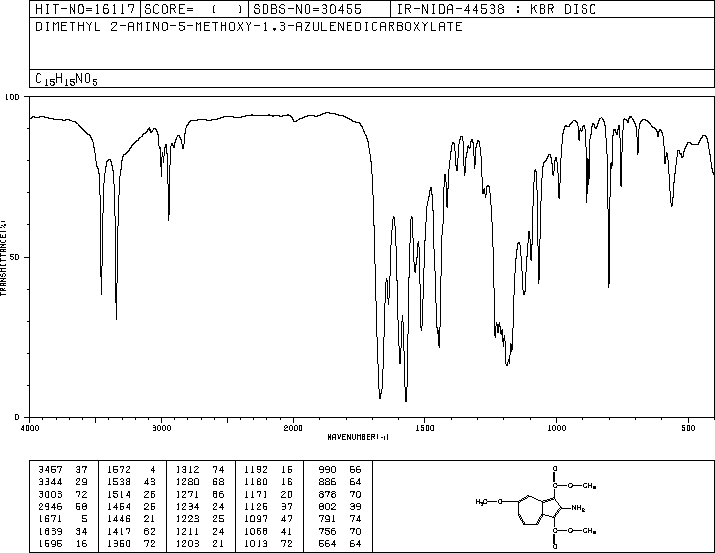 HIT-NO=16117 SCORE= ( ) SDBS-NO=30455 IR-NIDA-44538 : KBR DISC
DIMETHYL 2-AMINO-5-METHOXY-1,3-AZULENEDICARBOXYLATE
C15H15NO5
100
50
0
TRANSMITTANCE(%)
4000 3000 2000 1500 1000 500
WAVENUMBER(-1)
3457 37 1572 4 1312 74 1192 16 990 66
3344 29 1538 43 1280 68 1180 16 886 64
3003 72 1514 26 1271 66 1171 20 878 70
2946 58 1454 26 1234 24 1126 37 802 39
1671 5 1446 21 1223 25 1097 47 791 74
1639 34 1417 62 1211 24 1068 41 756 70
1596 16 1360 72 1203 21 1013 72 564 64
O
C-O-CH3
H3C-O
NH2
C-O-CH3
O